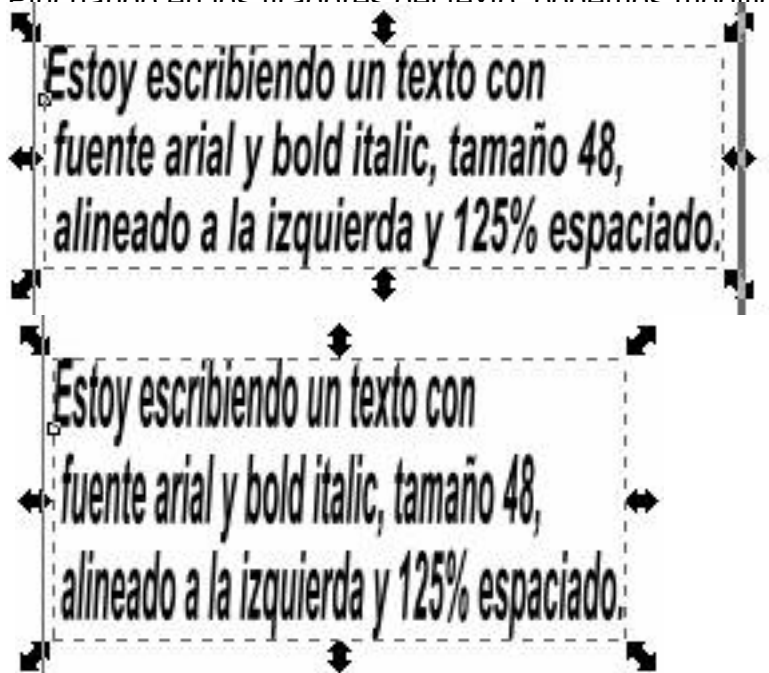 Estoy escribiendo un texto con
fuente arial y bold italic, tamaño 48,
alineado a la izquierda y 125% espaciado.
Estoy escribiendo un texto con
fuente arial y bold italic, tamaño 48,
alineado a la izquierda y 125% espaciado.